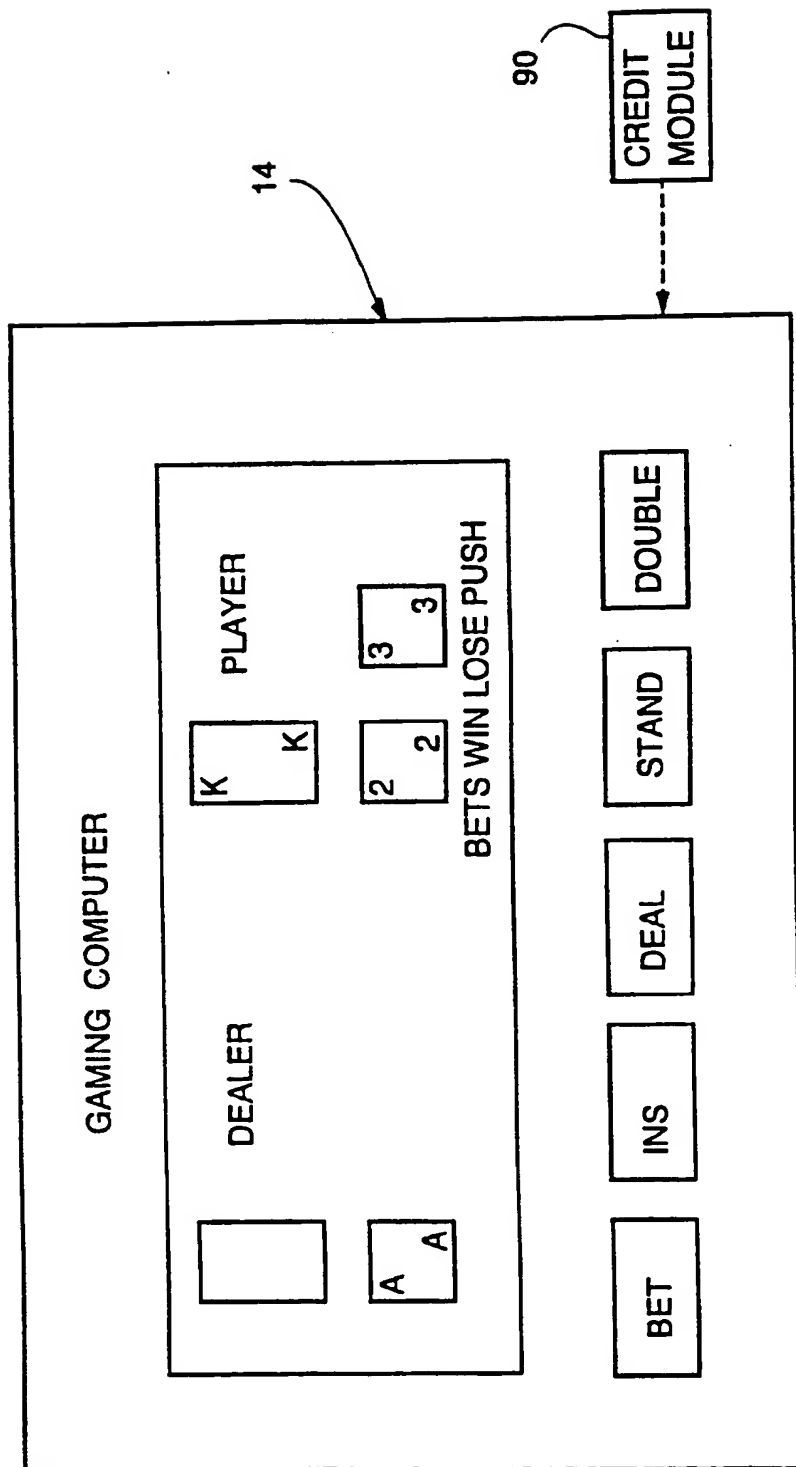 GAMING COMPUTER
14
90
CREDIT
MODULE
DEALER
PLAYER
A
A
K
K
2
2
3
3
BETS WIN LOSE PUSH
BET
INS
DEAL
STAND
DOUBLE